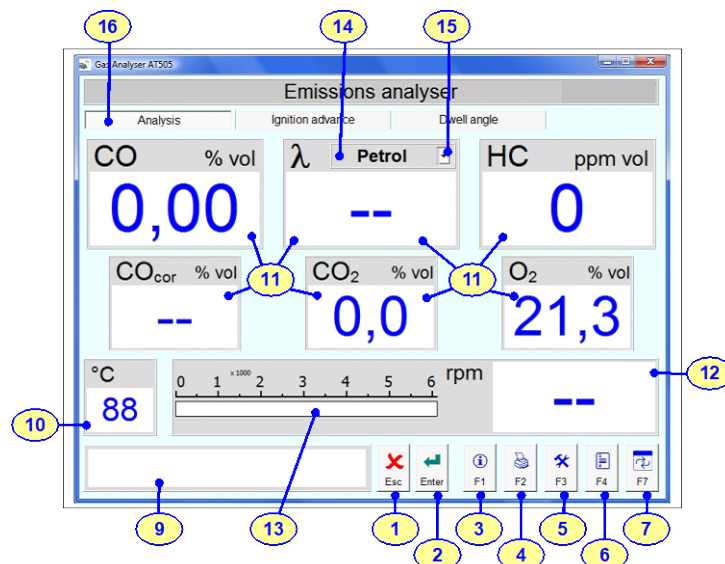 16
14
15
Gas Analyser AT505
Emissions analyser
Analysis
Ignition advance
Dwell angle
CO % vol
0,00
λ Petrol
--
HC ppm vol
0
11
11
COcor % vol
--
CO2 % vol
0,0
O2 % vol
21,3
°C
88
0 1 x 1000 2 3 4 5 6
rpm
--
12
10
Esc
Enter
F1
F2
F3
F4
F7
9
13
1
2
3
4
5
6
7